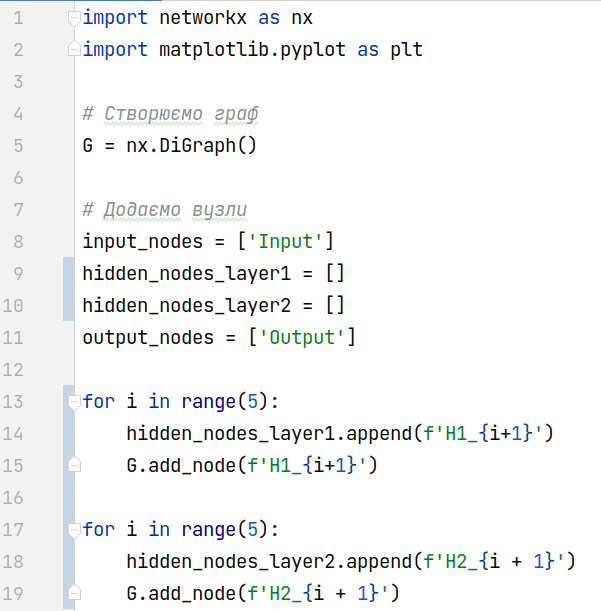 1 import networkx as nx
2 import matplotlib.pyplot as plt
3
4 # Створюємо граф
5 G = nx.DiGraph()
6
7 # Додаємо вузли
8 input_nodes = ['Input']
9 hidden_nodes_layer1 = []
10 hidden_nodes_layer2 = []
11 output_nodes = ['Output']
12
13 for i in range(5):
14     hidden_nodes_layer1.append(f'H1_{i+1}')
15     G.add_node(f'H1_{i+1}')
16
17 for i in range(5):
18     hidden_nodes_layer2.append(f'H2_{i + 1}')
19     G.add_node(f'H2_{i + 1}')